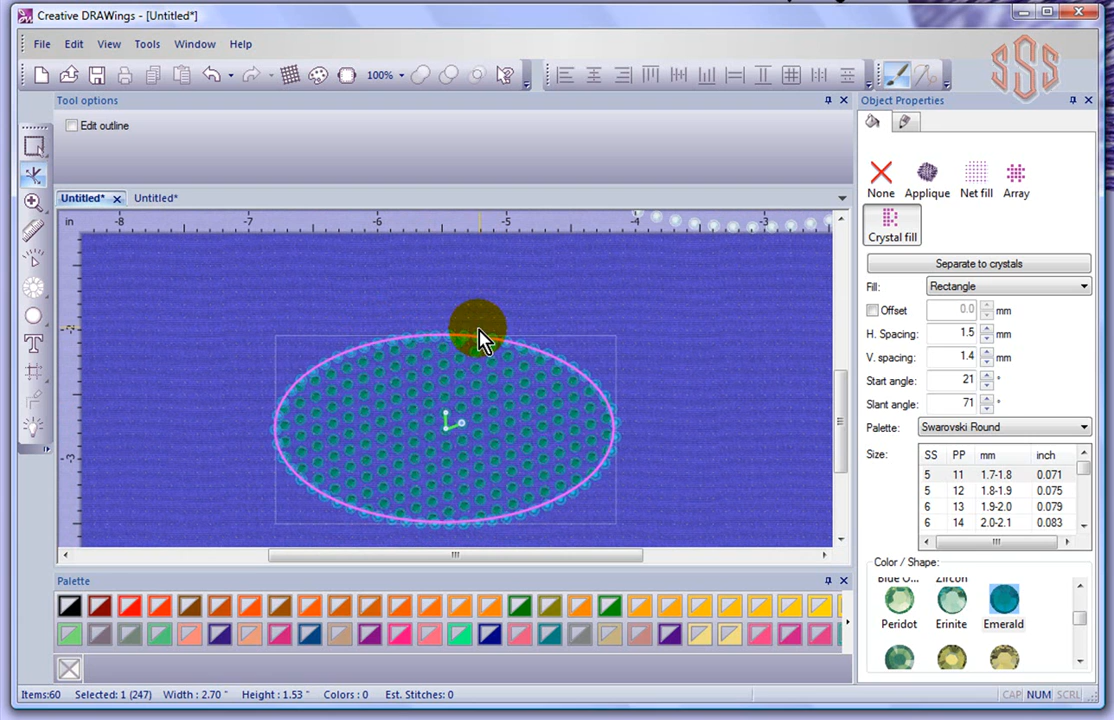 Creative DRAWings - [Untitled*]
File Edit View Tools Window Help
SSS
100%
Tool options
Edit outline
Object Properties
Untitled* Untitled*
in -8 -7 -6 -5 -4 -3
-3
None Applique Net fill Array
Crystal fill
Separate to crystals
Fill: Rectangle
Offset 0.0 mm
H. Spacing: 1.5 mm
V. spacing: 1.4 mm
Start angle: 21 °
Slant angle: 71 °
Palette: Swarovski Round
Size: SS PP mm inch
5 11 1.7-1.8 0.071
5 12 1.8-1.9 0.075
6 13 1.9-2.0 0.079
6 14 2.0-2.1 0.083
Color / Shape:
Blue O... Zircon
Peridot Erinite Emerald
Palette
Items:60 Selected: 1 (247) Width : 2.70 " Height : 1.53 " Colors : 0 Est. Stitches: 0 CAP NUM SCRL